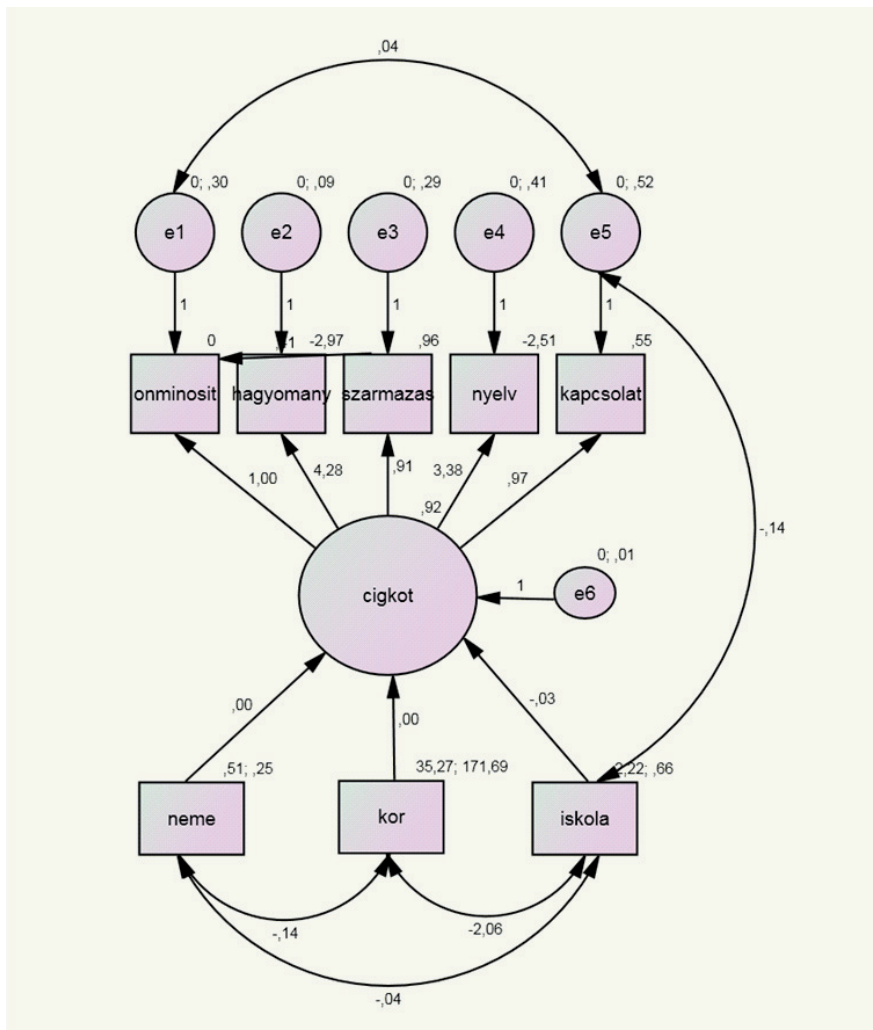 ,04
0; ,30
0; ,09
0; ,29
0; ,41
0; ,52
e1
e2
e3
e4
e5
1
1
1
1
1
0
-2,97
,96
-2,51
,55
onminosit
hagyomany
szarmazas
nyelv
kapcsolat
1,00
4,28
,91
3,38
,97
,92
-,14
cigkot
0; ,01
1
e6
,00
,00
-,03
,51; ,25
35,27; 171,69
2,22; ,66
neme
kor
iskola
-,14
-2,06
-,04